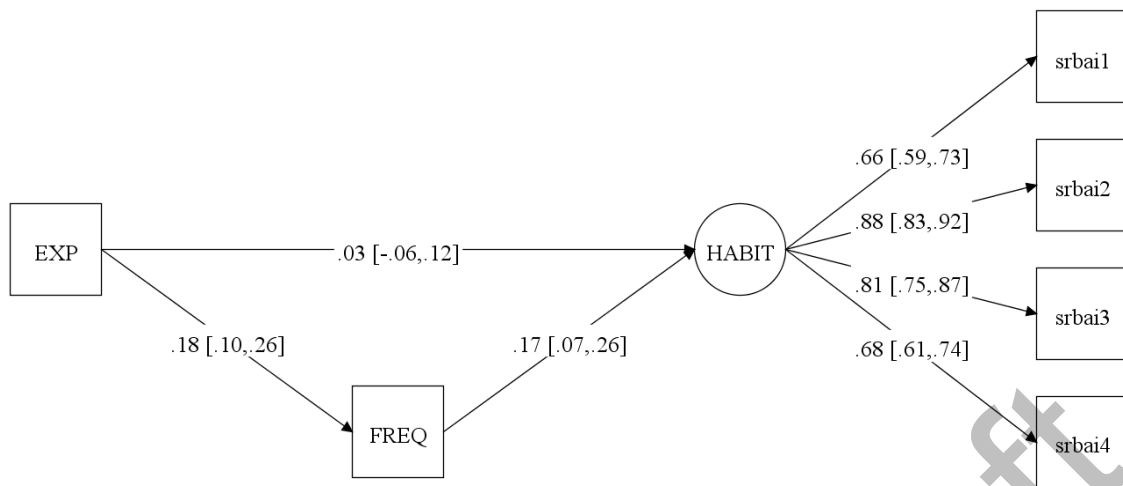 srbai1
.66 [.59,.73]
srbai2
.88 [.83,.92]
EXP
.03 [-.06,.12]
HABIT
.81 [.75,.87]
srbai3
.18 [.10,.26]
.17 [.07,.26]
.68 [.61,.74]
FREQ
srbai4
ft